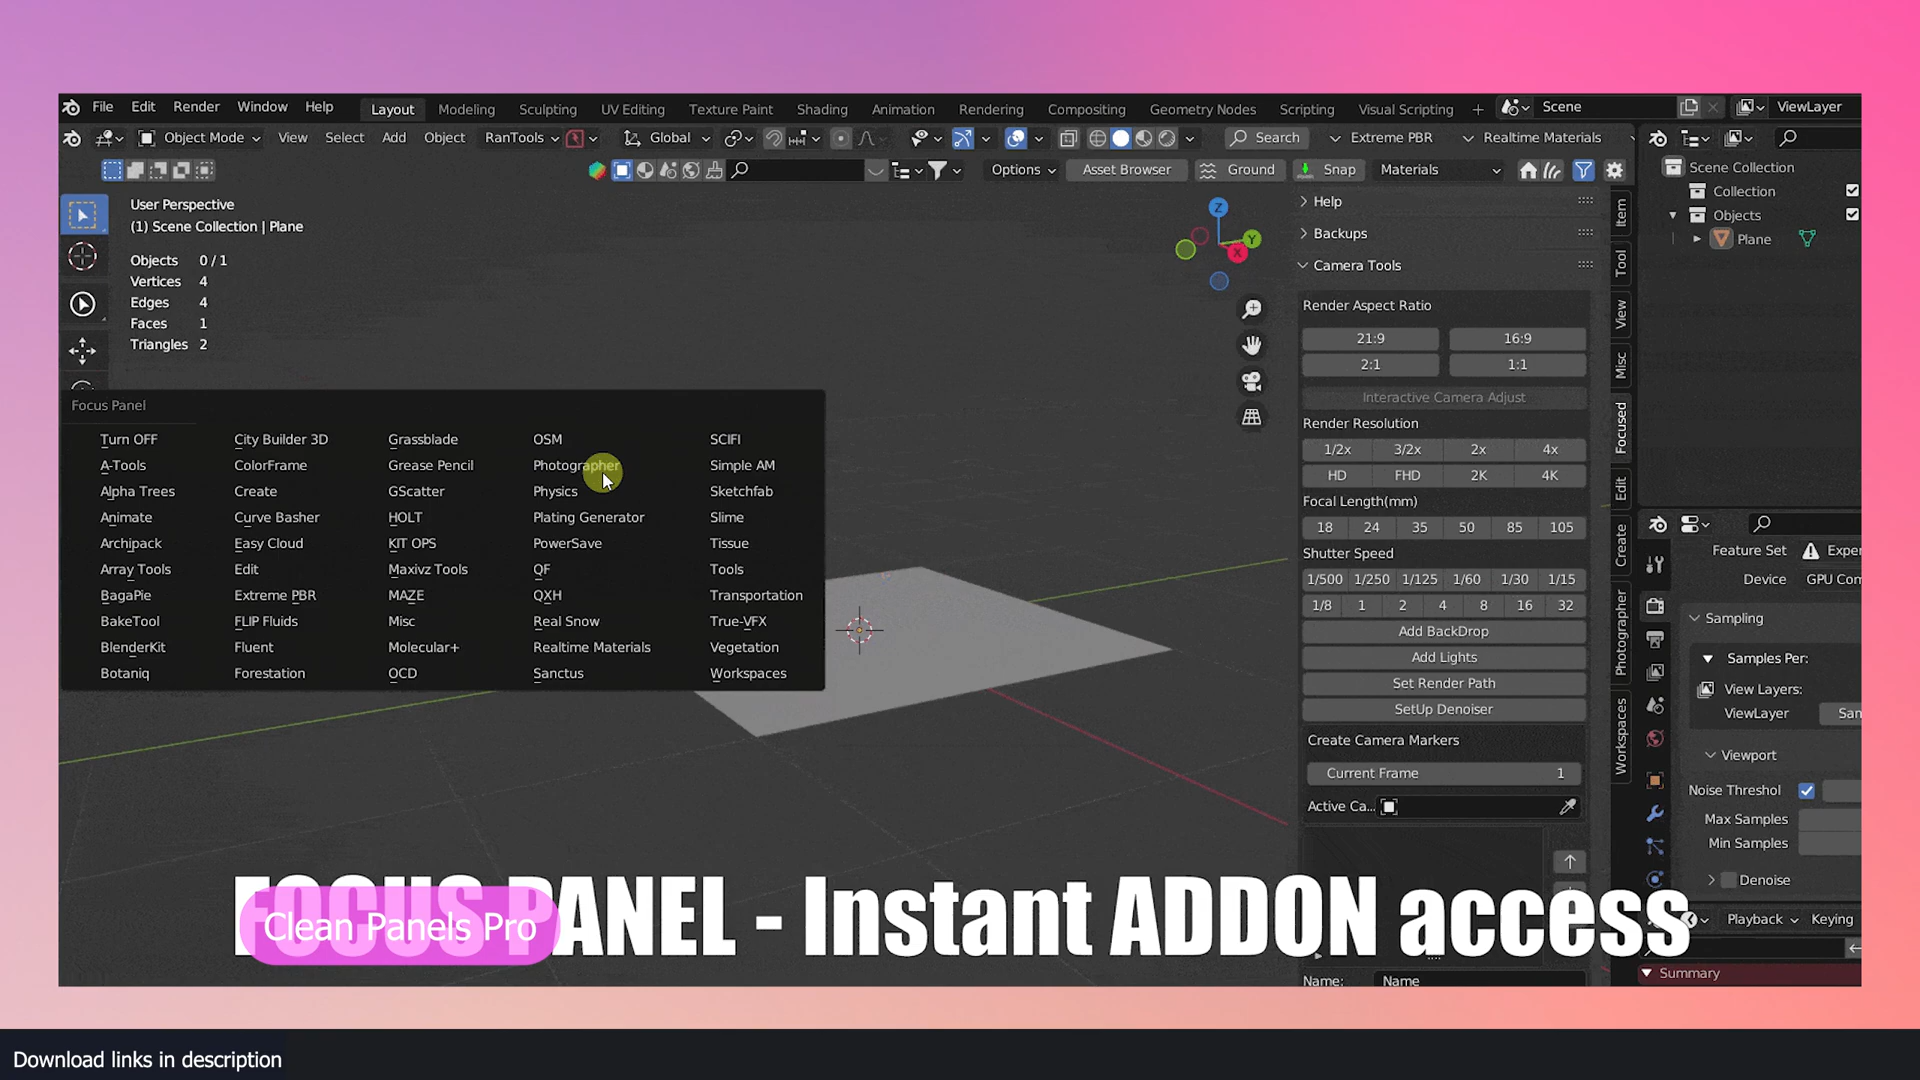 File Edit Render Window Help Layout Modeling Sculpting UV Editing Texture Paint Shading Animation Rendering Compositing Geometry Nodes Scripting Visual Scripting + Scene ViewLayer
Object Mode View Select Add Object RanTools Global Search Extreme PBR Realtime Materials
Options Asset Browser Ground Snap Materials
User Perspective
(1) Scene Collection | Plane
Objects 0 / 1
Vertices 4
Edges 4
Faces 1
Triangles 2
Z
Y
X
Focus Panel
Turn OFF City Builder 3D Grassblade OSM SCIFI
A-Tools ColorFrame Grease Pencil Photographer Simple AM
Alpha Trees Create GScatter Physics Sketchfab
Animate Curve Basher HOLT Plating Generator Slime
Archipack Easy Cloud KIT OPS PowerSave Tissue
Array Tools Edit Maxivz Tools QF Tools
BagaPie Extreme PBR MAZE QXH Transportation
BakeTool FLIP Fluids Misc Real Snow True-VFX
BlenderKit Fluent Molecular+ Realtime Materials Vegetation
Botaniq Forestation OCD Sanctus Workspaces
Help
Backups
Camera Tools
Render Aspect Ratio
21:9 16:9
2:1 1:1
Interactive Camera Adjust
Render Resolution
1/2x 3/2x 2x 4x
HD FHD 2K 4K
Focal Length(mm)
18 24 35 50 85 105
Shutter Speed
1/500 1/250 1/125 1/60 1/30 1/15
1/8 1 2 4 8 16 32
Add BackDrop
Add Lights
Set Render Path
SetUp Denoiser
Create Camera Markers
Current Frame 1
Active Ca...
Name: Name
Item
Tool
View
Misc
Focused
Edit
Create
Photographer
Workspaces
Scene Collection
Collection
Objects
Plane
Feature Set Exper
Device GPU Com
Sampling
Samples Per:
View Layers:
ViewLayer Sam
Viewport
Noise Threshol
Max Samples
Min Samples
Denoise
Playback Keying
Summary
FOCUS PANEL - Instant ADDON access
Clean Panels Pro
Download links in description